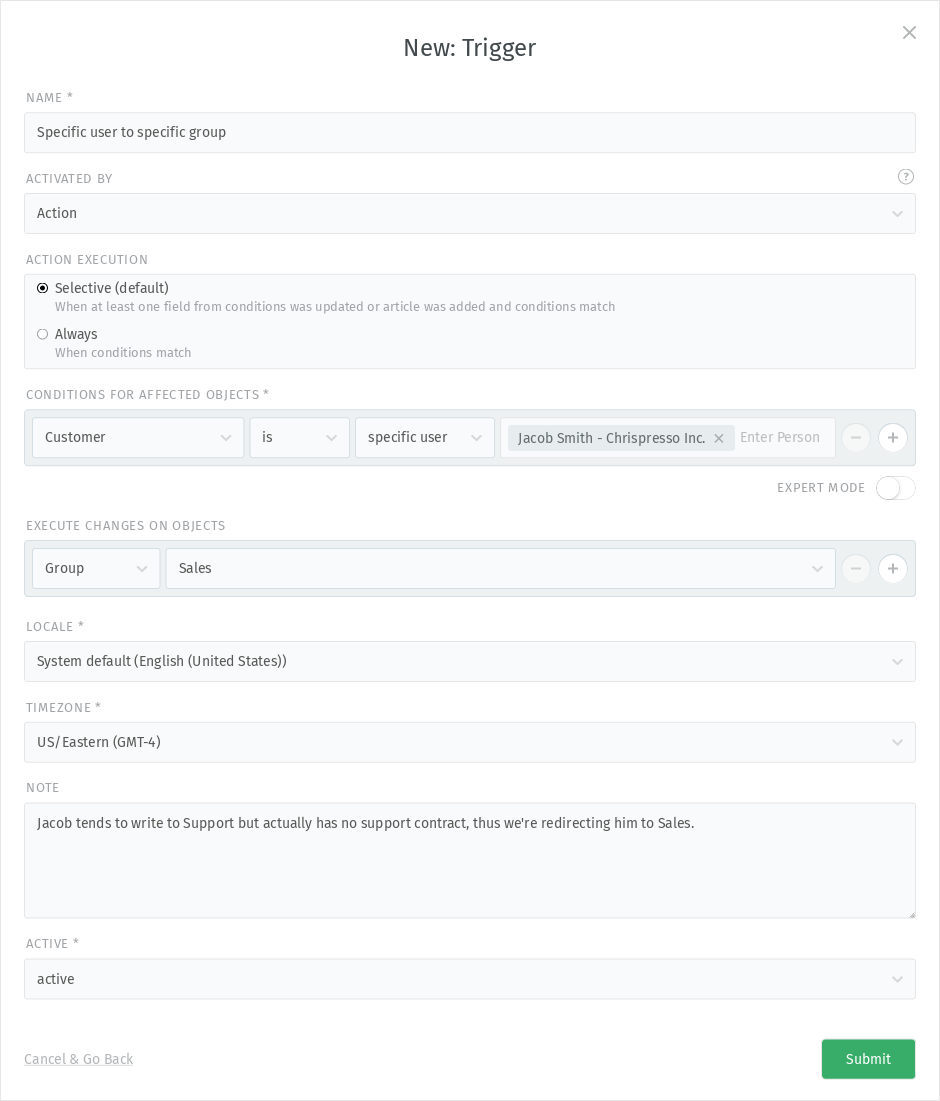 New: Trigger
NAME *
Specific user to specific group
ACTIVATED BY
?
Action
ACTION EXECUTION
Selective (default)
When at least one field from conditions was updated or article was added and conditions match
Always
When conditions match
CONDITIONS FOR AFFECTED OBJECTS *
Customer is specific user Jacob Smith - Chrispresso Inc. Enter Person
EXPERT MODE
EXECUTE CHANGES ON OBJECTS
Group Sales
LOCALE *
System default (English (United States))
TIMEZONE *
US/Eastern (GMT-4)
NOTE
Jacob tends to write to Support but actually has no support contract, thus we're redirecting him to Sales.
ACTIVE *
active
Cancel & Go Back Submit